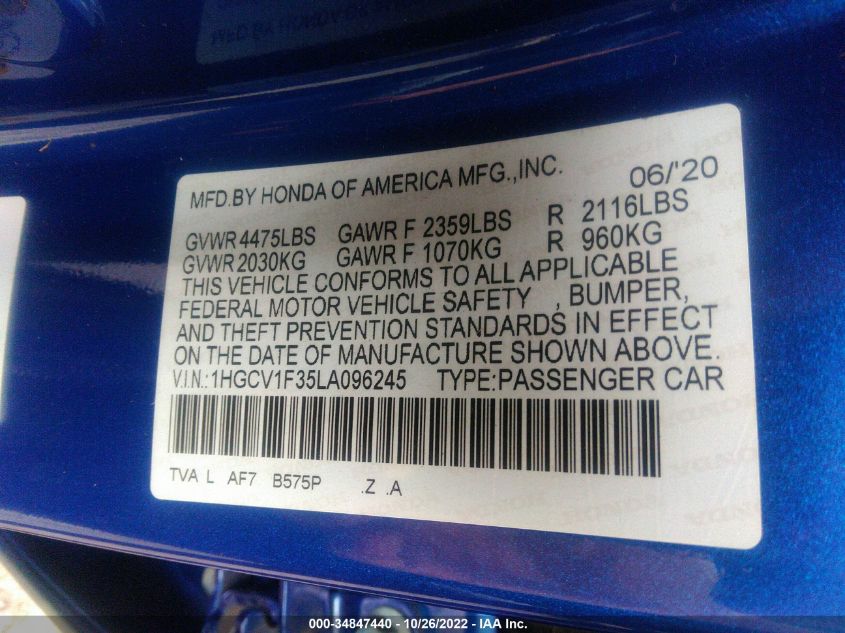 MFD.BY HONDA OF AMERICA MFG.,INC. 06/'20
GVWR 4475LBS GAWR F 2359LBS R 2116LBS
GVWR 2030KG GAWR F 1070KG R 960KG
THIS VEHICLE CONFORMS TO ALL APPLICABLE
FEDERAL MOTOR VEHICLE SAFETY , BUMPER,
AND THEFT PREVENTION STANDARDS IN EFFECT
ON THE DATE OF MANUFACTURE SHOWN ABOVE.
V.I.N.:1HGCV1F35LA096245 TYPE:PASSENGER CAR
TVA L AF7 B575P .Z .A
000-34847440 - 10/26/2022 - IAA Inc.